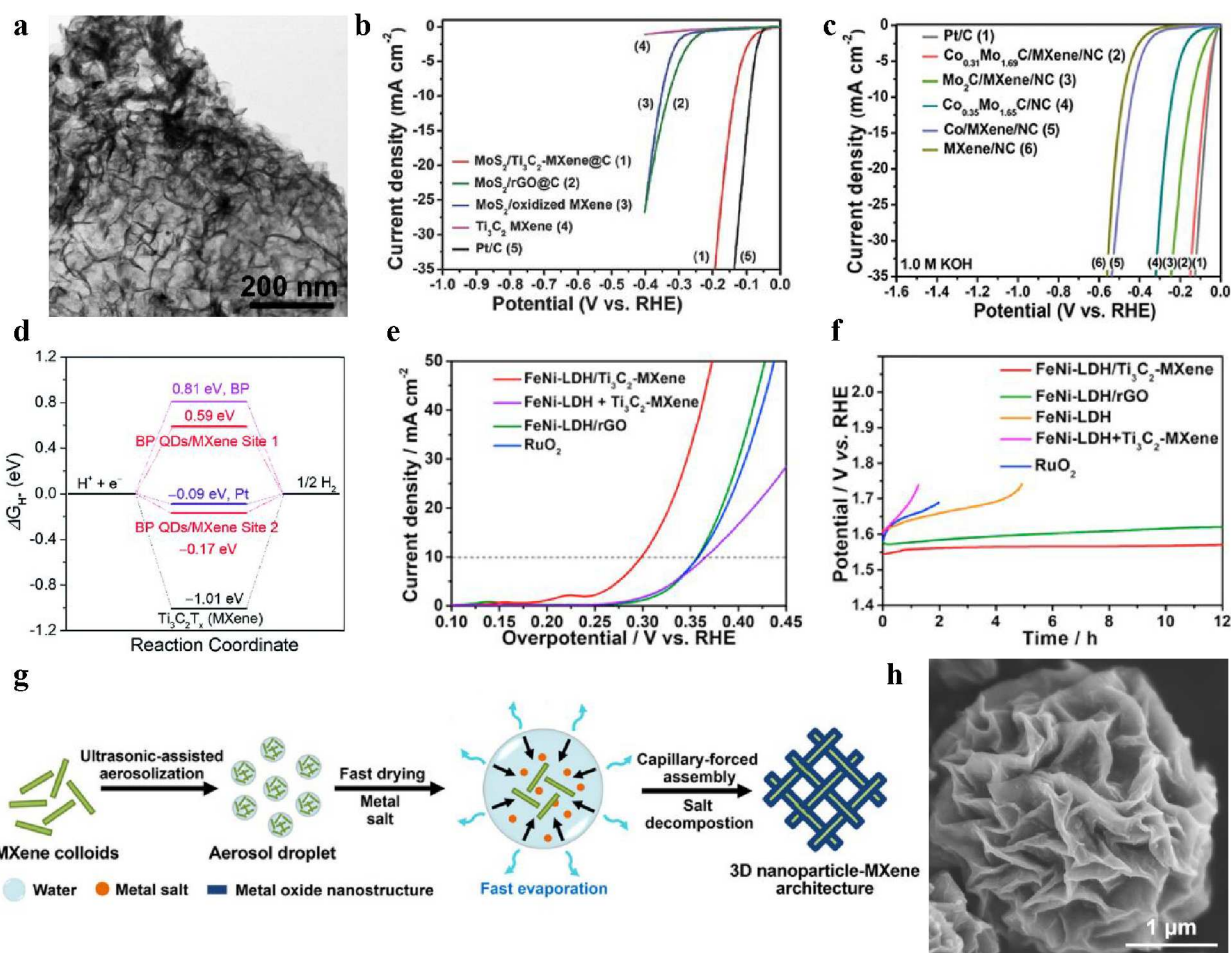 a
200 nm
b
Current density (mA cm-2)
0
-5
-10
-15
-20
-25
-30
-35
(4)
(3)
(2)
MoS2/Ti3C2-MXene@C (1)
MoS2/rGO@C (2)
MoS2/oxidized MXene (3)
Ti3C2 MXene (4)
Pt/C (5)
(1)
(5)
-0.9 -0.8 -0.7 -0.6 -0.5 -0.4 -0.3 -0.2 -0.1 0.0
Potential (V vs. RHE)
c
Current density (mA cm-2)
0
-5
-10
-15
-20
-25
-30
-35
Pt/C (1)
Co0.31Mo1.69C/MXene/NC (2)
Mo2C/MXene/NC (3)
Co0.35Mo1.65C/NC (4)
Co/MXene/NC (5)
MXene/NC (6)
1.0 M KOH
(6) (5) (4)(3)(2)(1)
-1.6 -1.4 -1.2 -1.0 -0.8 -0.6 -0.4 -0.2 0.0
Potential (V vs. RHE)
d
ΔGH* (eV)
1.2
0.8
0.4
0.0
-0.4
-0.8
-1.2
0.81 eV, BP
0.59 eV
BP QDs/MXene Site 1
H+ + e−
1/2 H2
−0.09 eV, Pt
BP QDs/MXene Site 2
−0.17 eV
−1.01 eV
Ti3C2Tx (MXene)
Reaction Coordinate
e
Current density / mA cm-2
50
40
30
20
10
0
FeNi-LDH/Ti3C2-MXene
FeNi-LDH + Ti3C2-MXene
FeNi-LDH/rGO
RuO2
0.10 0.15 0.20 0.25 0.30 0.35 0.40 0.45
Overpotential / V vs. RHE
f
Potential / V vs. RHE
2.0
1.9
1.8
1.7
1.6
1.5
1.4
FeNi-LDH/Ti3C2-MXene
FeNi-LDH/rGO
FeNi-LDH
FeNi-LDH+Ti3C2-MXene
RuO2
0 2 4 6 8 10 12
Time / h
g
MXene colloids
Ultrasonic-assisted
aerosolization
Aerosol droplet
Fast drying
Metal
salt
Fast evaporation
Capillary-forced
assembly
Salt
decompostion
3D nanoparticle-MXene
architecture
Water
Metal salt
Metal oxide nanostructure
h
1 μm